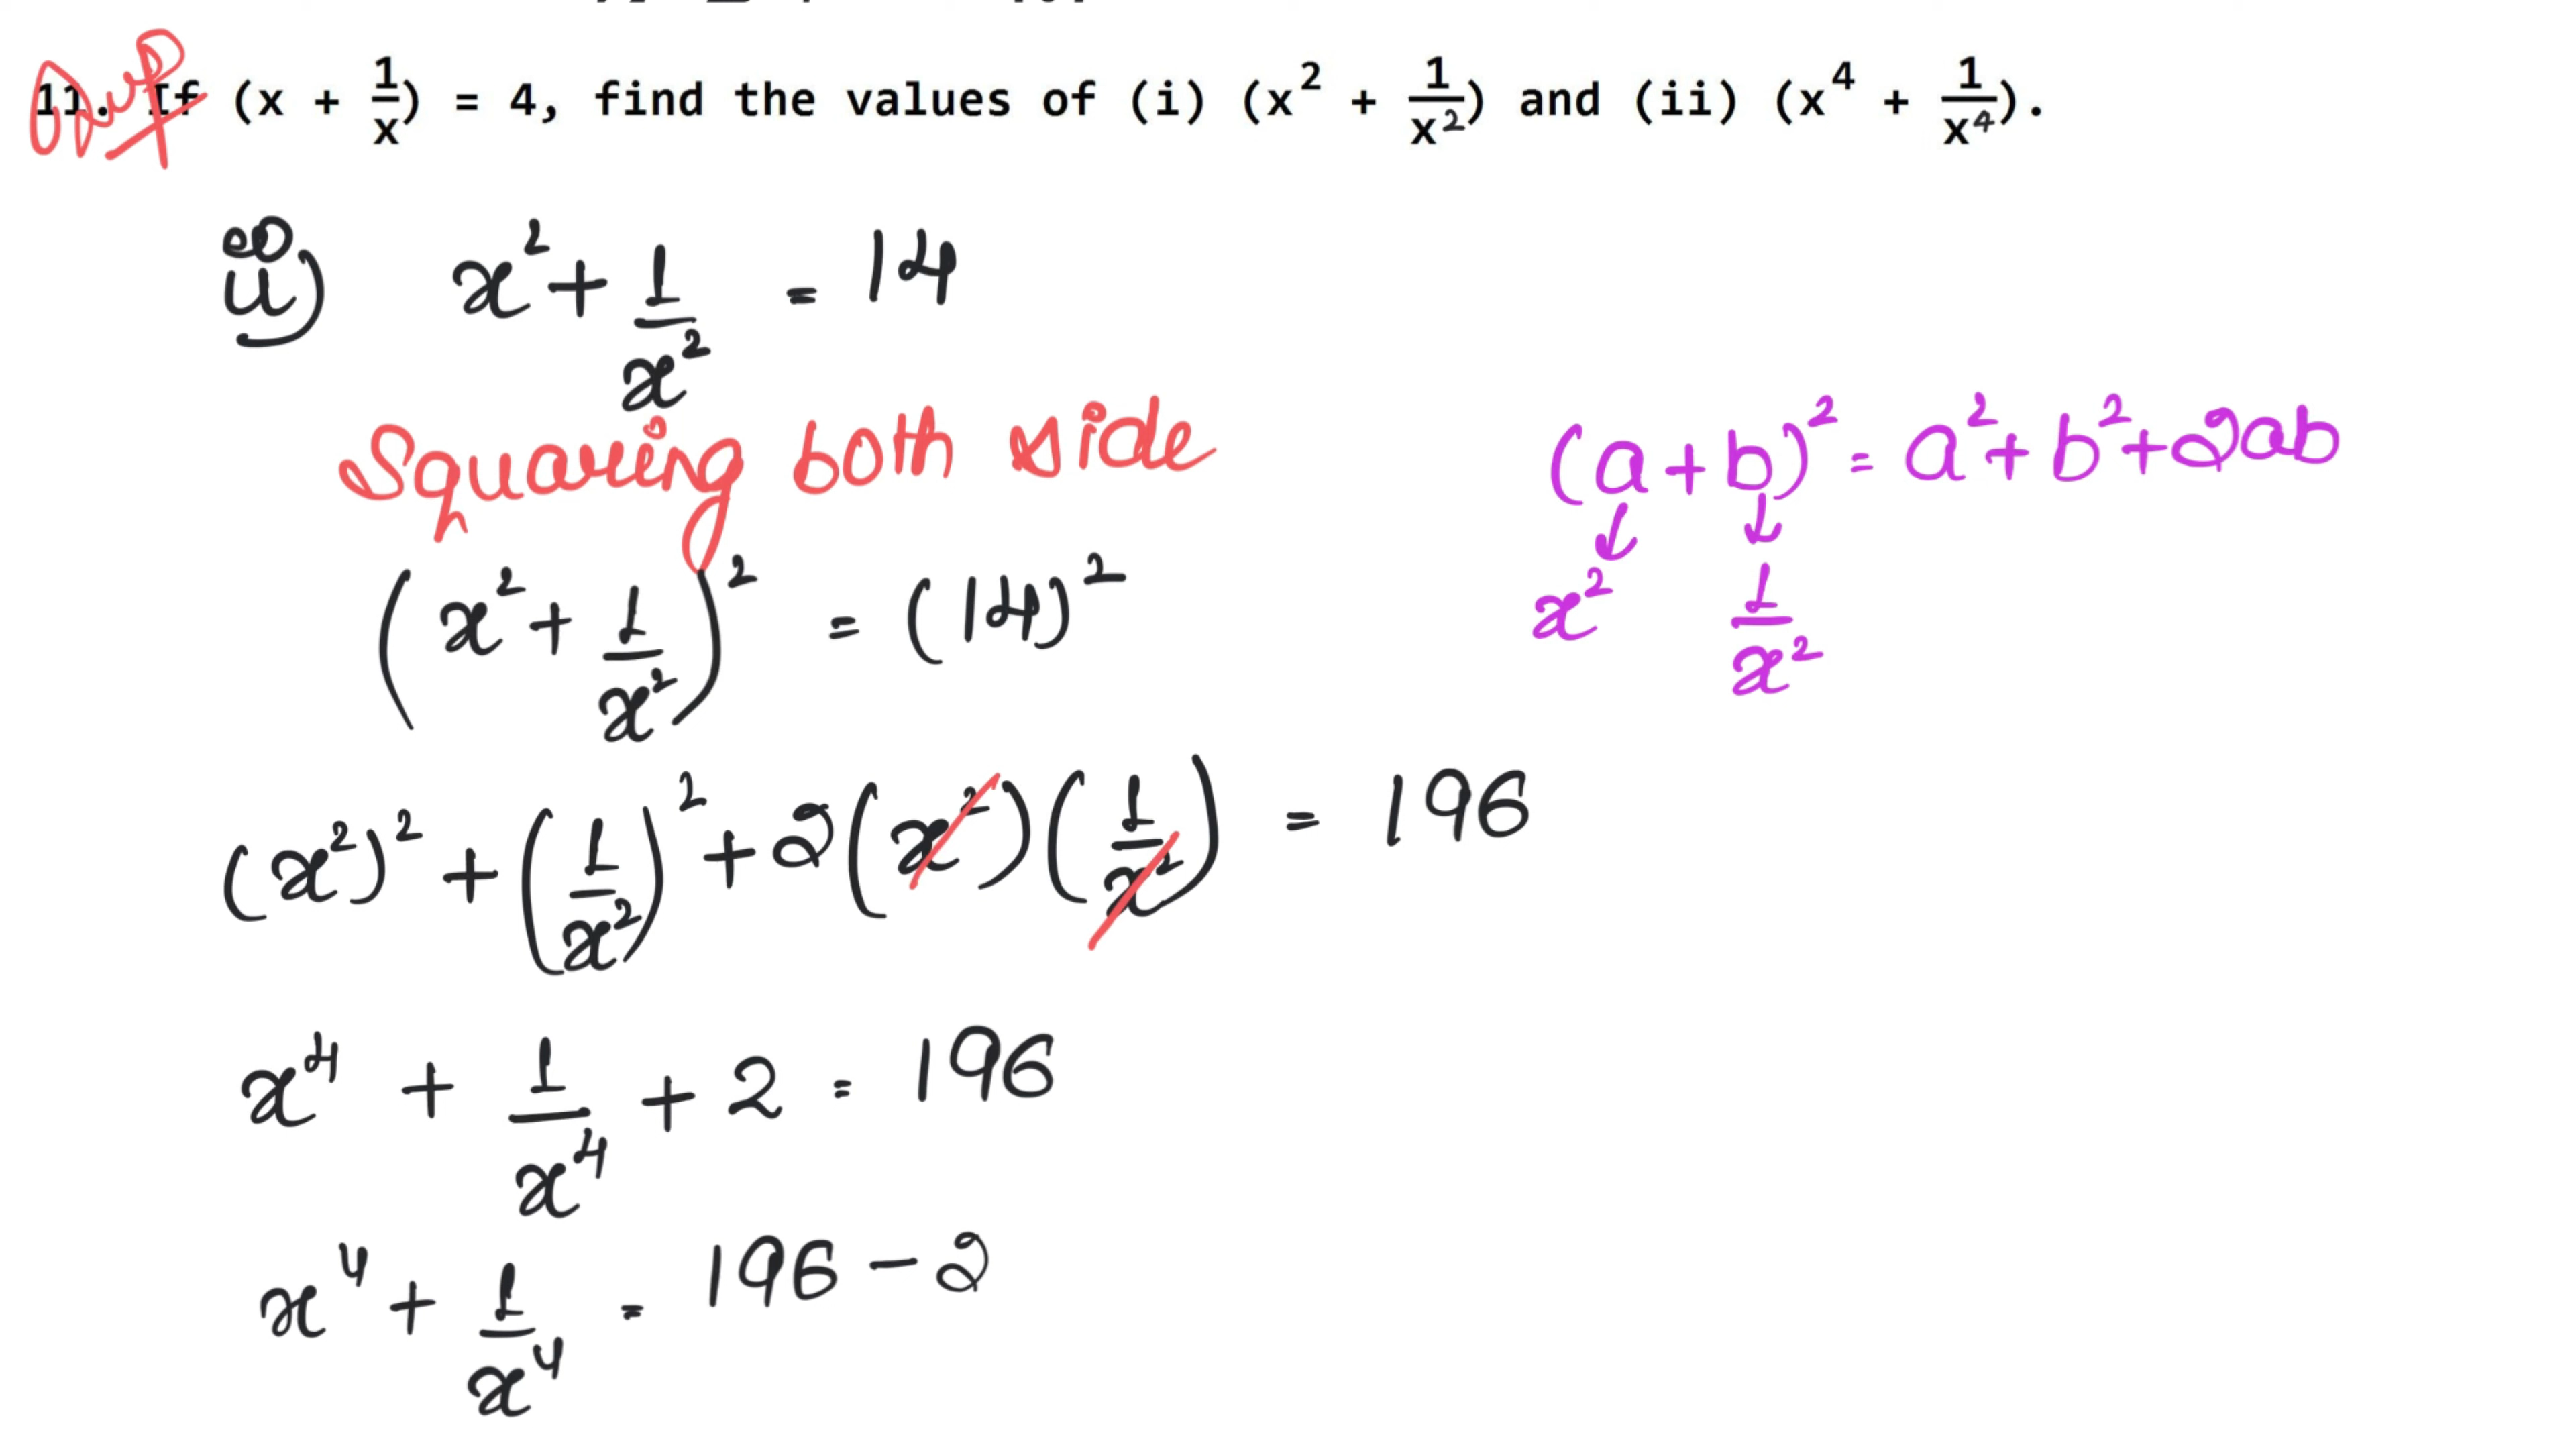 11. If (x + 1/x) = 4, find the values of (i) (x² + 1/x²) and (ii) (x⁴ + 1/x⁴).
ii) x² + 1/x² = 14
Squaring both side
(a + b)² = a² + b² + 2ab
x² 1/x²
(x² + 1/x²)² = (14)²
(x²)² + (1/x²)² + 2(x²)(1/x²) = 196
x⁴ + 1/x⁴ + 2 = 196
x⁴ + 1/x⁴ = 196 - 2